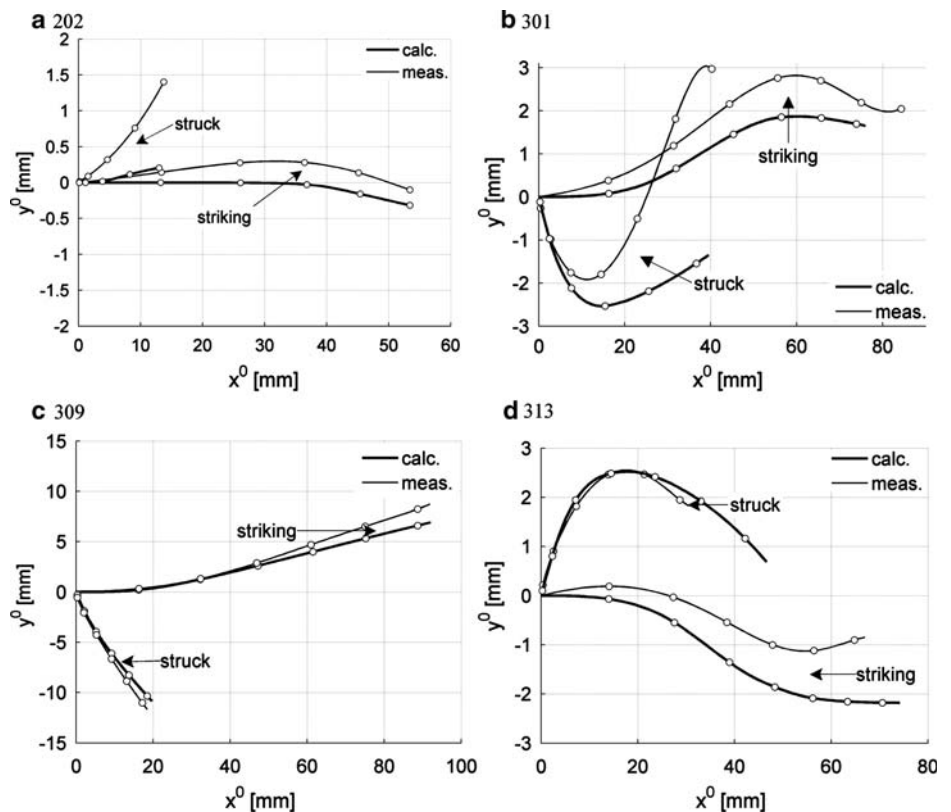 a 202
2
1.5
1
0.5
0
-0.5
-1
-1.5
-2
y⁰ [mm]
calc.
meas.
struck
striking
0 10 20 30 40 50 60
x⁰ [mm]
b 301
3
2
1
0
-1
-2
-3
y⁰ [mm]
striking
struck
calc.
meas.
0 20 40 60 80
x⁰ [mm]
c 309
15
10
5
0
-5
-10
-15
y⁰ [mm]
calc.
meas.
striking
struck
0 20 40 60 80 100
x⁰ [mm]
d 313
3
2
1
0
-1
-2
-3
y⁰ [mm]
calc.
meas.
struck
striking
0 20 40 60 80
x⁰ [mm]